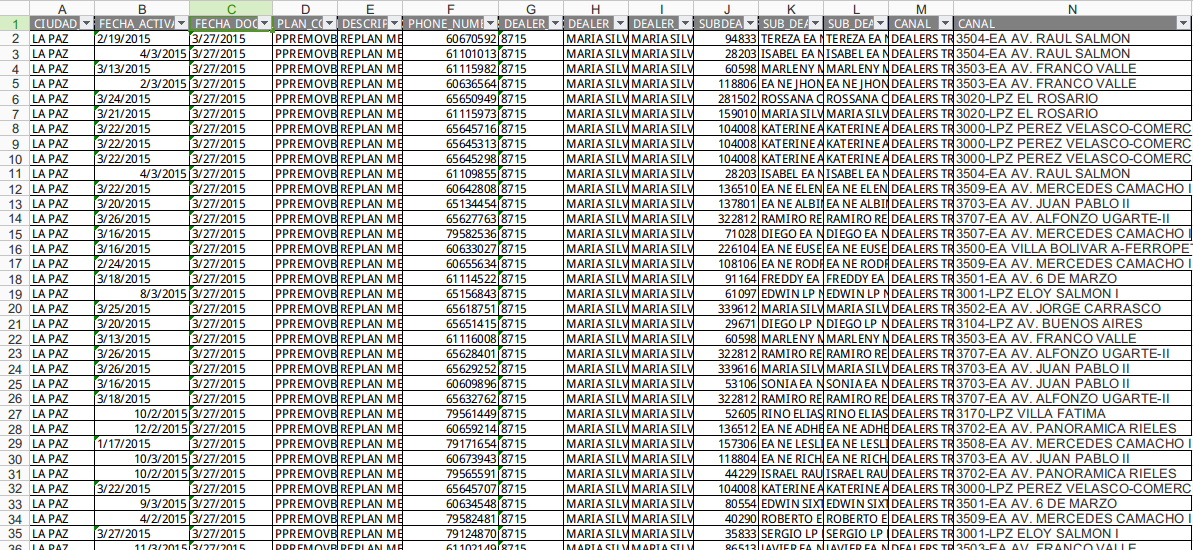 A B C D E F G H I J K L M N
1 CIUDAD FECHA_ACTIVA FECHA_DOC PLAN_CO DESCRIP PHONE_NUME DEALER DEALER DEALER SUBDEA SUB_DEA SUB_DEA CANAL CANAL
2 LA PAZ 2/19/2015 3/27/2015 PPREMOVB REPLAN ME 60670592 8715 MARIA SILV MARIA SILV 94833 TEREZA EA N TEREZA EA N DEALERS TR 3504-EA AV. RAUL SALMON
3 LA PAZ 4/3/2015 3/27/2015 PPREMOVB REPLAN ME 61101013 8715 MARIA SILV MARIA SILV 28203 ISABEL EA N ISABEL EA N DEALERS TR 3504-EA AV. RAUL SALMON
4 LA PAZ 3/13/2015 3/27/2015 PPREMOVB REPLAN ME 61115982 8715 MARIA SILV MARIA SILV 60598 MARLENY N MARLENY N DEALERS TR 3503-EA AV. FRANCO VALLE
5 LA PAZ 2/3/2015 3/27/2015 PPREMOVB REPLAN ME 60636564 8715 MARIA SILV MARIA SILV 118806 EA NE JHON EA NE JHON DEALERS TR 3503-EA AV. FRANCO VALLE
6 LA PAZ 3/24/2015 3/27/2015 PPREMOVB REPLAN ME 65650949 8715 MARIA SILV MARIA SILV 281502 ROSSANA C ROSSANA C DEALERS TR 3020-LPZ EL ROSARIO
7 LA PAZ 3/21/2015 3/27/2015 PPREMOVB REPLAN ME 61115973 8715 MARIA SILV MARIA SILV 159010 MARIA SILV MARIA SILV DEALERS TR 3020-LPZ EL ROSARIO
8 LA PAZ 3/22/2015 3/27/2015 PPREMOVB REPLAN ME 65645716 8715 MARIA SILV MARIA SILV 104008 KATERINE A KATERINE A DEALERS TR 3000-LPZ PEREZ VELASCO-COMERC
9 LA PAZ 3/22/2015 3/27/2015 PPREMOVB REPLAN ME 65645313 8715 MARIA SILV MARIA SILV 104008 KATERINE A KATERINE A DEALERS TR 3000-LPZ PEREZ VELASCO-COMERC
10 LA PAZ 3/22/2015 3/27/2015 PPREMOVB REPLAN ME 65645298 8715 MARIA SILV MARIA SILV 104008 KATERINE A KATERINE A DEALERS TR 3000-LPZ PEREZ VELASCO-COMERC
11 LA PAZ 4/3/2015 3/27/2015 PPREMOVB REPLAN ME 61109855 8715 MARIA SILV MARIA SILV 28203 ISABEL EA N ISABEL EA N DEALERS TR 3504-EA AV. RAUL SALMON
12 LA PAZ 3/22/2015 3/27/2015 PPREMOVB REPLAN ME 60642808 8715 MARIA SILV MARIA SILV 136510 EA NE ELEN EA NE ELEN DEALERS TR 3509-EA AV. MERCEDES CAMACHO I
13 LA PAZ 3/20/2015 3/27/2015 PPREMOVB REPLAN ME 65134454 8715 MARIA SILV MARIA SILV 137801 EA NE ALBI EA NE ALBI DEALERS TR 3703-EA AV. JUAN PABLO II
14 LA PAZ 3/26/2015 3/27/2015 PPREMOVB REPLAN ME 65627763 8715 MARIA SILV MARIA SILV 322812 RAMIRO RE RAMIRO RE DEALERS TR 3707-EA AV. ALFONZO UGARTE-II
15 LA PAZ 3/16/2015 3/27/2015 PPREMOVB REPLAN ME 79582536 8715 MARIA SILV MARIA SILV 71028 DIEGO EA N DIEGO EA N DEALERS TR 3507-EA AV. MERCEDES CAMACHO I
16 LA PAZ 3/16/2015 3/27/2015 PPREMOVB REPLAN ME 60633027 8715 MARIA SILV MARIA SILV 226104 EA NE EUSE EA NE EUSE DEALERS TR 3500-EA VILLA BOLIVAR A-FERROPET
17 LA PAZ 2/24/2015 3/27/2015 PPREMOVB REPLAN ME 60655634 8715 MARIA SILV MARIA SILV 108106 EA NE RODR EA NE RODR DEALERS TR 3509-EA AV. MERCEDES CAMACHO I
18 LA PAZ 3/18/2015 3/27/2015 PPREMOVB REPLAN ME 61114522 8715 MARIA SILV MARIA SILV 91164 FREDDY EA FREDDY EA DEALERS TR 3501-EA AV. 6 DE MARZO
19 LA PAZ 8/3/2015 3/27/2015 PPREMOVB REPLAN ME 65156843 8715 MARIA SILV MARIA SILV 61097 EDWIN LP N EDWIN LP N DEALERS TR 3001-LPZ ELOY SALMON I
20 LA PAZ 3/25/2015 3/27/2015 PPREMOVB REPLAN ME 65618751 8715 MARIA SILV MARIA SILV 339612 MARIA SILV MARIA SILV DEALERS TR 3502-EA AV. JORGE CARRASCO
21 LA PAZ 3/20/2015 3/27/2015 PPREMOVB REPLAN ME 65651415 8715 MARIA SILV MARIA SILV 29671 DIEGO LP N DIEGO LP N DEALERS TR 3104-LPZ AV. BUENOS AIRES
22 LA PAZ 3/13/2015 3/27/2015 PPREMOVB REPLAN ME 61116008 8715 MARIA SILV MARIA SILV 60598 MARLENY N MARLENY N DEALERS TR 3503-EA AV. FRANCO VALLE
23 LA PAZ 3/26/2015 3/27/2015 PPREMOVB REPLAN ME 65628401 8715 MARIA SILV MARIA SILV 322812 RAMIRO RE RAMIRO RE DEALERS TR 3707-EA AV. ALFONZO UGARTE-II
24 LA PAZ 3/26/2015 3/27/2015 PPREMOVB REPLAN ME 65629252 8715 MARIA SILV MARIA SILV 339616 MARIA SILV MARIA SILV DEALERS TR 3703-EA AV. JUAN PABLO II
25 LA PAZ 3/16/2015 3/27/2015 PPREMOVB REPLAN ME 60609896 8715 MARIA SILV MARIA SILV 53106 SONIA EA N SONIA EA N DEALERS TR 3703-EA AV. JUAN PABLO II
26 LA PAZ 3/18/2015 3/27/2015 PPREMOVB REPLAN ME 65632762 8715 MARIA SILV MARIA SILV 322812 RAMIRO RE RAMIRO RE DEALERS TR 3707-EA AV. ALFONZO UGARTE-II
27 LA PAZ 10/2/2015 3/27/2015 PPREMOVB REPLAN ME 79561449 8715 MARIA SILV MARIA SILV 52605 RINO ELIAS RINO ELIAS DEALERS TR 3170-LPZ VILLA FATIMA
28 LA PAZ 12/2/2015 3/27/2015 PPREMOVB REPLAN ME 60659214 8715 MARIA SILV MARIA SILV 136512 EA NE ADHE EA NE ADHE DEALERS TR 3702-EA AV. PANORAMICA RIELES
29 LA PAZ 1/17/2015 3/27/2015 PPREMOVB REPLAN ME 79171654 8715 MARIA SILV MARIA SILV 157306 EA NE LESLI EA NE LESLI DEALERS TR 3508-EA AV. MERCEDES CAMACHO I
30 LA PAZ 10/3/2015 3/27/2015 PPREMOVB REPLAN ME 60673943 8715 MARIA SILV MARIA SILV 118804 EA NE RICH EA NE RICH DEALERS TR 3703-EA AV. JUAN PABLO II
31 LA PAZ 10/2/2015 3/27/2015 PPREMOVB REPLAN ME 79565591 8715 MARIA SILV MARIA SILV 44229 ISRAEL RAU ISRAEL RAU DEALERS TR 3702-EA AV. PANORAMICA RIELES
32 LA PAZ 3/22/2015 3/27/2015 PPREMOVB REPLAN ME 65645707 8715 MARIA SILV MARIA SILV 104008 KATERINE A KATERINE A DEALERS TR 3000-LPZ PEREZ VELASCO-COMERC
33 LA PAZ 9/3/2015 3/27/2015 PPREMOVB REPLAN ME 60634548 8715 MARIA SILV MARIA SILV 80554 EDWIN SIXT EDWIN SIXT DEALERS TR 3501-EA AV. 6 DE MARZO
34 LA PAZ 4/2/2015 3/27/2015 PPREMOVB REPLAN ME 79582481 8715 MARIA SILV MARIA SILV 40290 ROBERTO E ROBERTO E DEALERS TR 3509-EA AV. MERCEDES CAMACHO I
35 LA PAZ 3/27/2015 3/27/2015 PPREMOVB REPLAN ME 79124870 8715 MARIA SILV MARIA SILV 35833 SERGIO LP SERGIO LP DEALERS TR 3001-LPZ ELOY SALMON I
36 LA PAZ 11/3/2015 3/27/2015 PPREMOVB REPLAN ME 61102149 8715 MARIA SILV MARIA SILV 86513 JAVIER EA N JAVIER EA N DEALERS TR 3503-EA AV. FRANCO VALLE